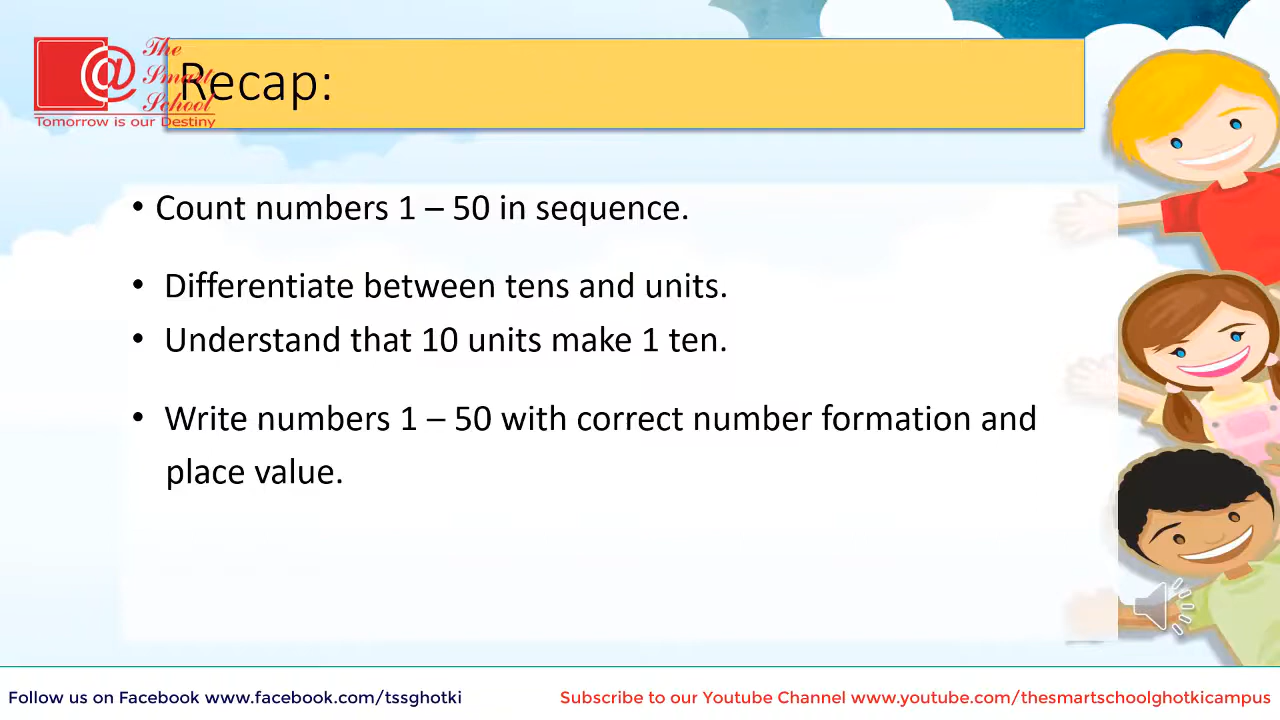 The
Smart
School
Tomorrow is our Destiny
Recap:
• Count numbers 1 – 50 in sequence.
• Differentiate between tens and units.
• Understand that 10 units make 1 ten.
• Write numbers 1 – 50 with correct number formation and
place value.
Follow us on Facebook www.facebook.com/tssghotki
Subscribe to our Youtube Channel www.youtube.com/thesmartschoolghotkicampus